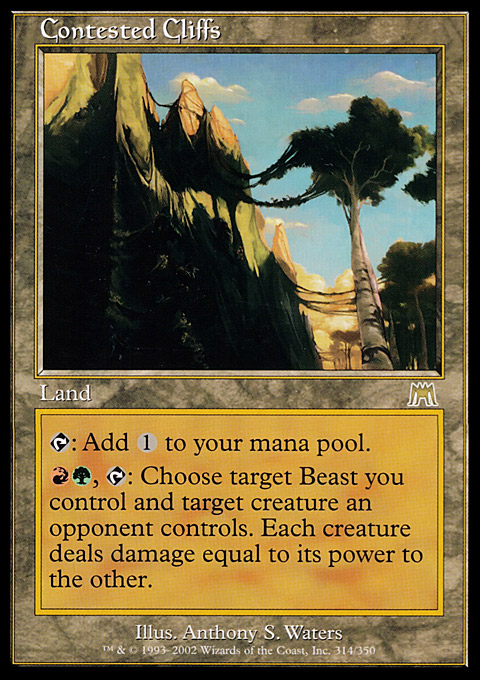 Contested Cliffs
Land
: Add 1 to your mana pool.
, : Choose target Beast you
control and target creature an
opponent controls. Each creature
deals damage equal to its power to
the other.
Illus. Anthony S. Waters
™ & © 1993–2002 Wizards of the Coast, Inc. 314/350